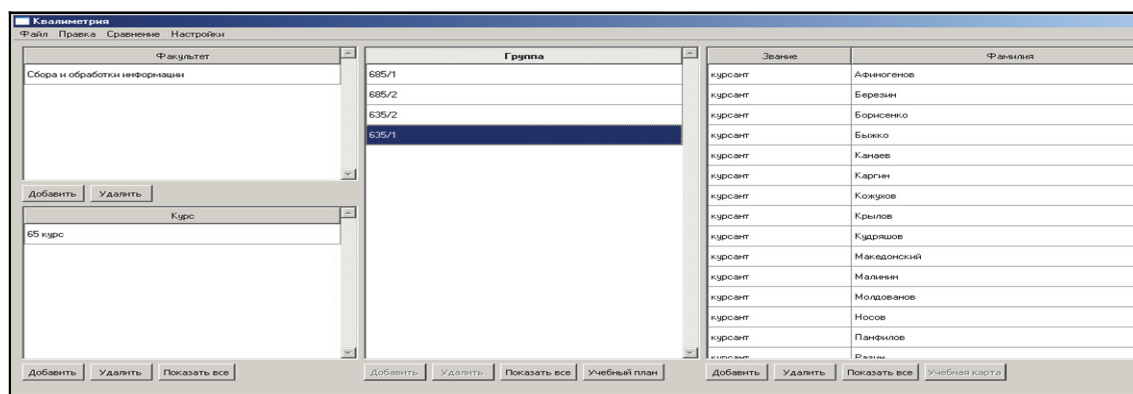 Квалиметрия
Файл Правка Сравнение Настройки
Факультет
Сбора и обработки информации
Добавить Удалить
Курс
65 курс
Добавить Удалить Показать все
Группа
685/1
685/2
635/2
635/1
Добавить Удалить Показать все Учебный план
Звание Фамилия
курсант Афиногенов
курсант Березин
курсант Борисенко
курсант Быжко
курсант Канаев
курсант Каргин
курсант Кожухов
курсант Крылов
курсант Кудряшов
курсант Македонский
курсант Малинин
курсант Молдованов
курсант Носов
курсант Панфилов
курсант Разин
Добавить Удалить Показать все Учебная карта